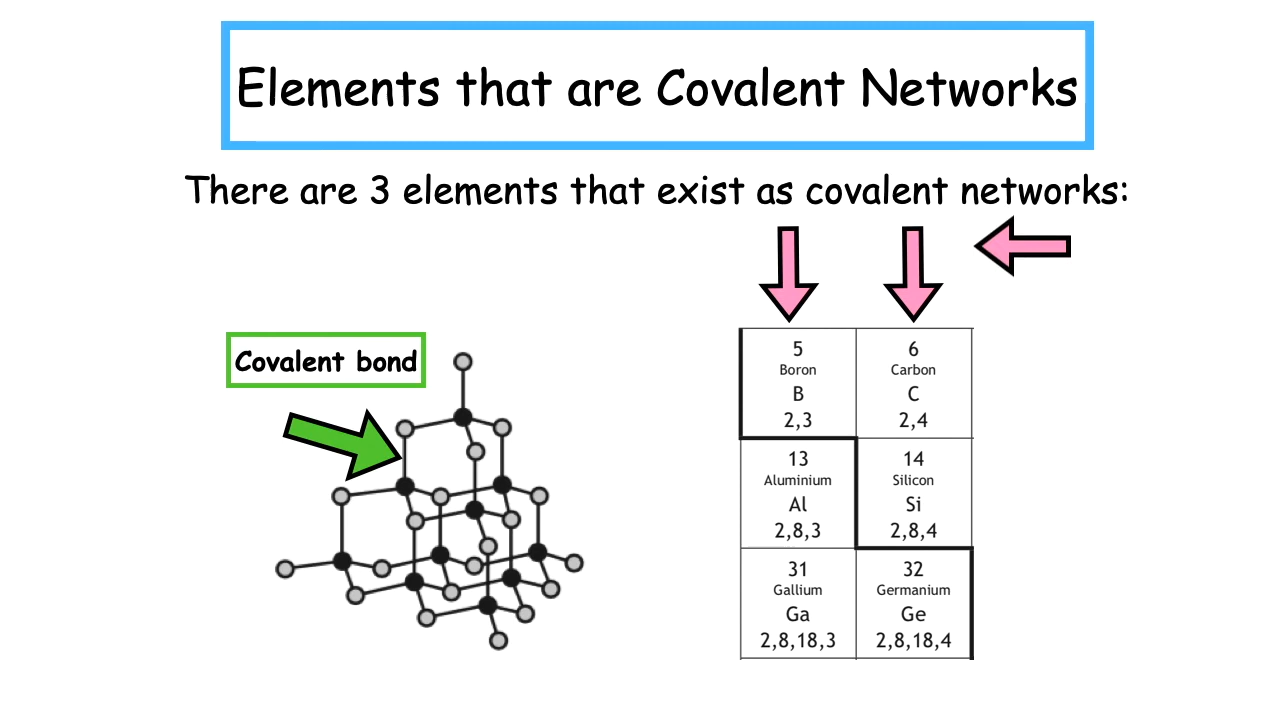 Elements that are Covalent Networks
There are 3 elements that exist as covalent networks:
Covalent bond
5
Boron
B
2,3
6
Carbon
C
2,4
13
Aluminium
Al
2,8,3
14
Silicon
Si
2,8,4
31
Gallium
Ga
2,8,18,3
32
Germanium
Ge
2,8,18,4